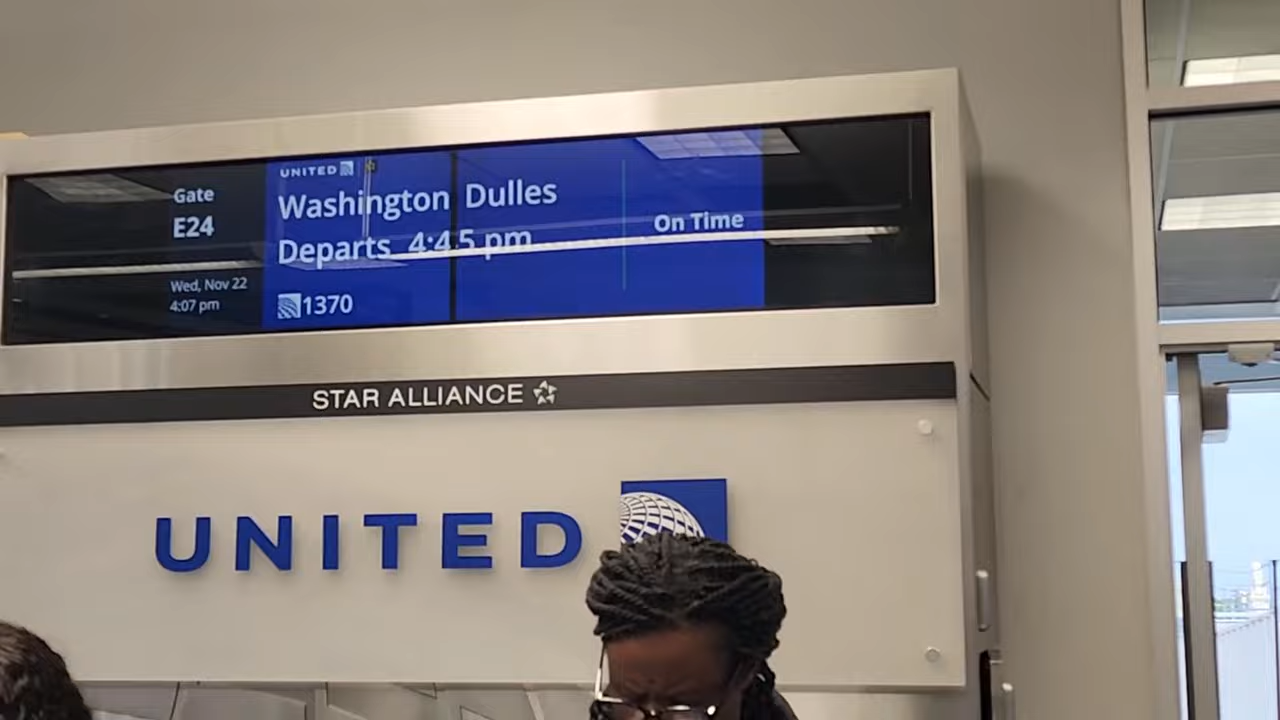 Gate
E24
Wed, Nov 22
4:07 pm
UNITED
Washington Dulles
Departs 4:45 pm
1370
On Time
STAR ALLIANCE
UNITED